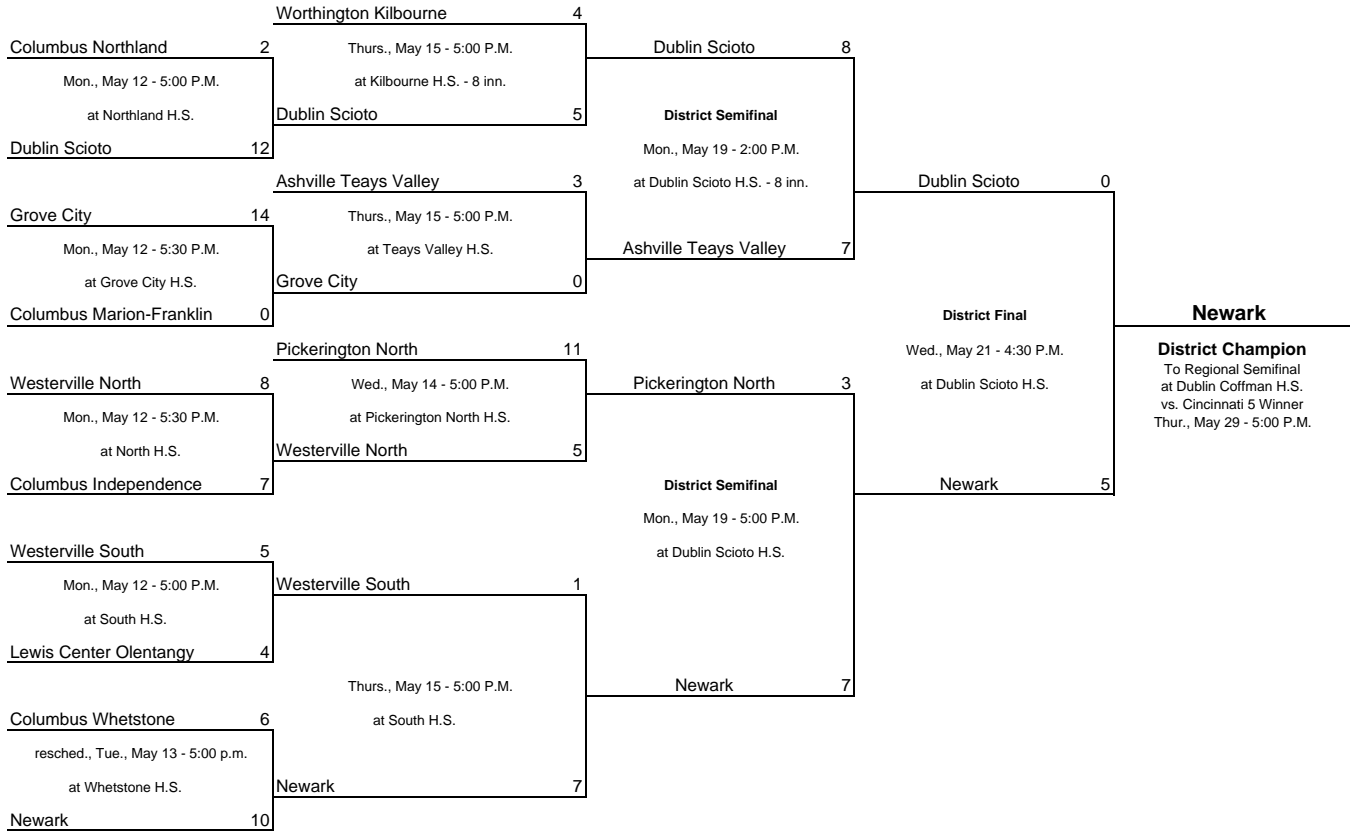 Worthington Kilbourne 4
Columbus Northland 2
Thurs., May 15 - 5:00 P.M.
Dublin Scioto 8
Mon., May 12 - 5:00 P.M.
at Kilbourne H.S. - 8 inn.
at Northland H.S.
Dublin Scioto 5
District Semifinal
Dublin Scioto 12
Mon., May 19 - 2:00 P.M.
Ashville Teays Valley 3
at Dublin Scioto H.S. - 8 inn.
Dublin Scioto 0
Grove City 14
Thurs., May 15 - 5:00 P.M.
Mon., May 12 - 5:30 P.M.
at Teays Valley H.S.
Ashville Teays Valley 7
at Grove City H.S.
Grove City 0
Columbus Marion-Franklin 0
District Final
Newark
Pickerington North 11
Wed., May 21 - 4:30 P.M.
District Champion
To Regional Semifinal
at Dublin Coffman H.S.
vs. Cincinnati 5 Winner
Thur., May 29 - 5:00 P.M.
Westerville North 8
Wed., May 14 - 5:00 P.M.
Pickerington North 3
at Dublin Scioto H.S.
Mon., May 12 - 5:30 P.M.
at Pickerington North H.S.
at North H.S.
Westerville North 5
Columbus Independence 7
District Semifinal
Newark 5
Mon., May 19 - 5:00 P.M.
Westerville South 5
at Dublin Scioto H.S.
Mon., May 12 - 5:00 P.M.
Westerville South 1
at South H.S.
Lewis Center Olentangy 4
Thurs., May 15 - 5:00 P.M.
Newark 7
Columbus Whetstone 6
at South H.S.
resched., Tue., May 13 - 5:00 p.m.
at Whetstone H.S.
Newark 7
Newark 10